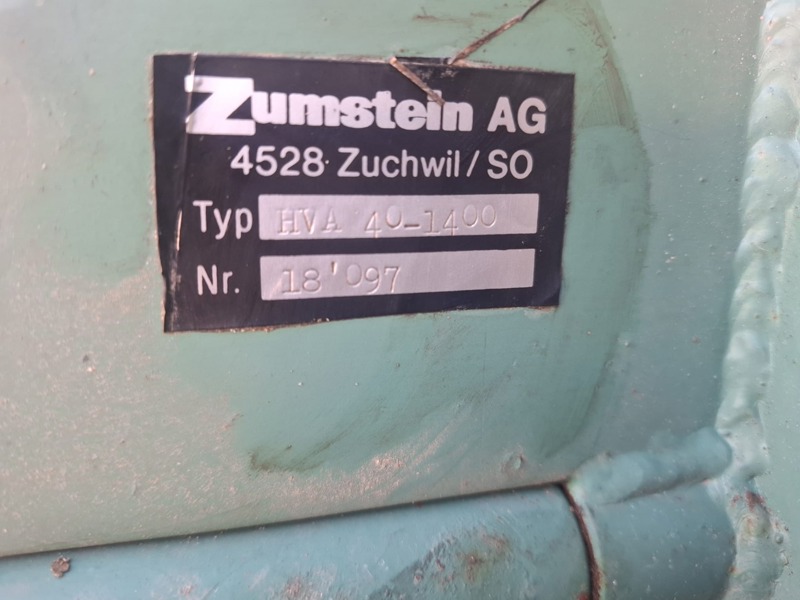 Zumstein AG
4528 Zuchwil / SO
Typ HVA 40-1400
Nr. 18'097